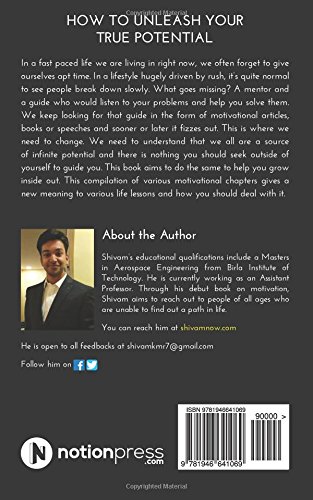 HOW TO UNLEASH YOUR
TRUE POTENTIAL
In a fast paced life we are living in right now, we often forget to give
ourselves apt time. In a lifestyle hugely driven by rush, it's quite normal
to see people break down slowly. What goes missing? A mentor and
a guide who would listen to your problems and help you solve them.
We keep looking for that guide in the form of motivational articles,
books or speeches and sooner or later it fizzes out. This is where we
need to change. We need to understand that we all are a source
of infinite potential and there is nothing you should seek outside of
yourself to guide you. This book aims to do the same to help you grow
inside out. This compilation of various motivational chapters gives a
new meaning to various life lessons and how you should deal with it.
About the Author
Shivam's educational qualifications include a Masters
in Aerospace Engineering from Birla Institute of
Technology. He is currently working as an Assistant
Professor. Through his debut book on motivation,
Shivam aims to reach out to people of all ages who
are unable to find out a path in life.
You can reach him at shivamnow.com
He is open to all feedbacks at shivamkmr7@gmail.com
Follow him on
ISBN 9781946641069
90000 >
9 781946 641069
N notionpress
.com